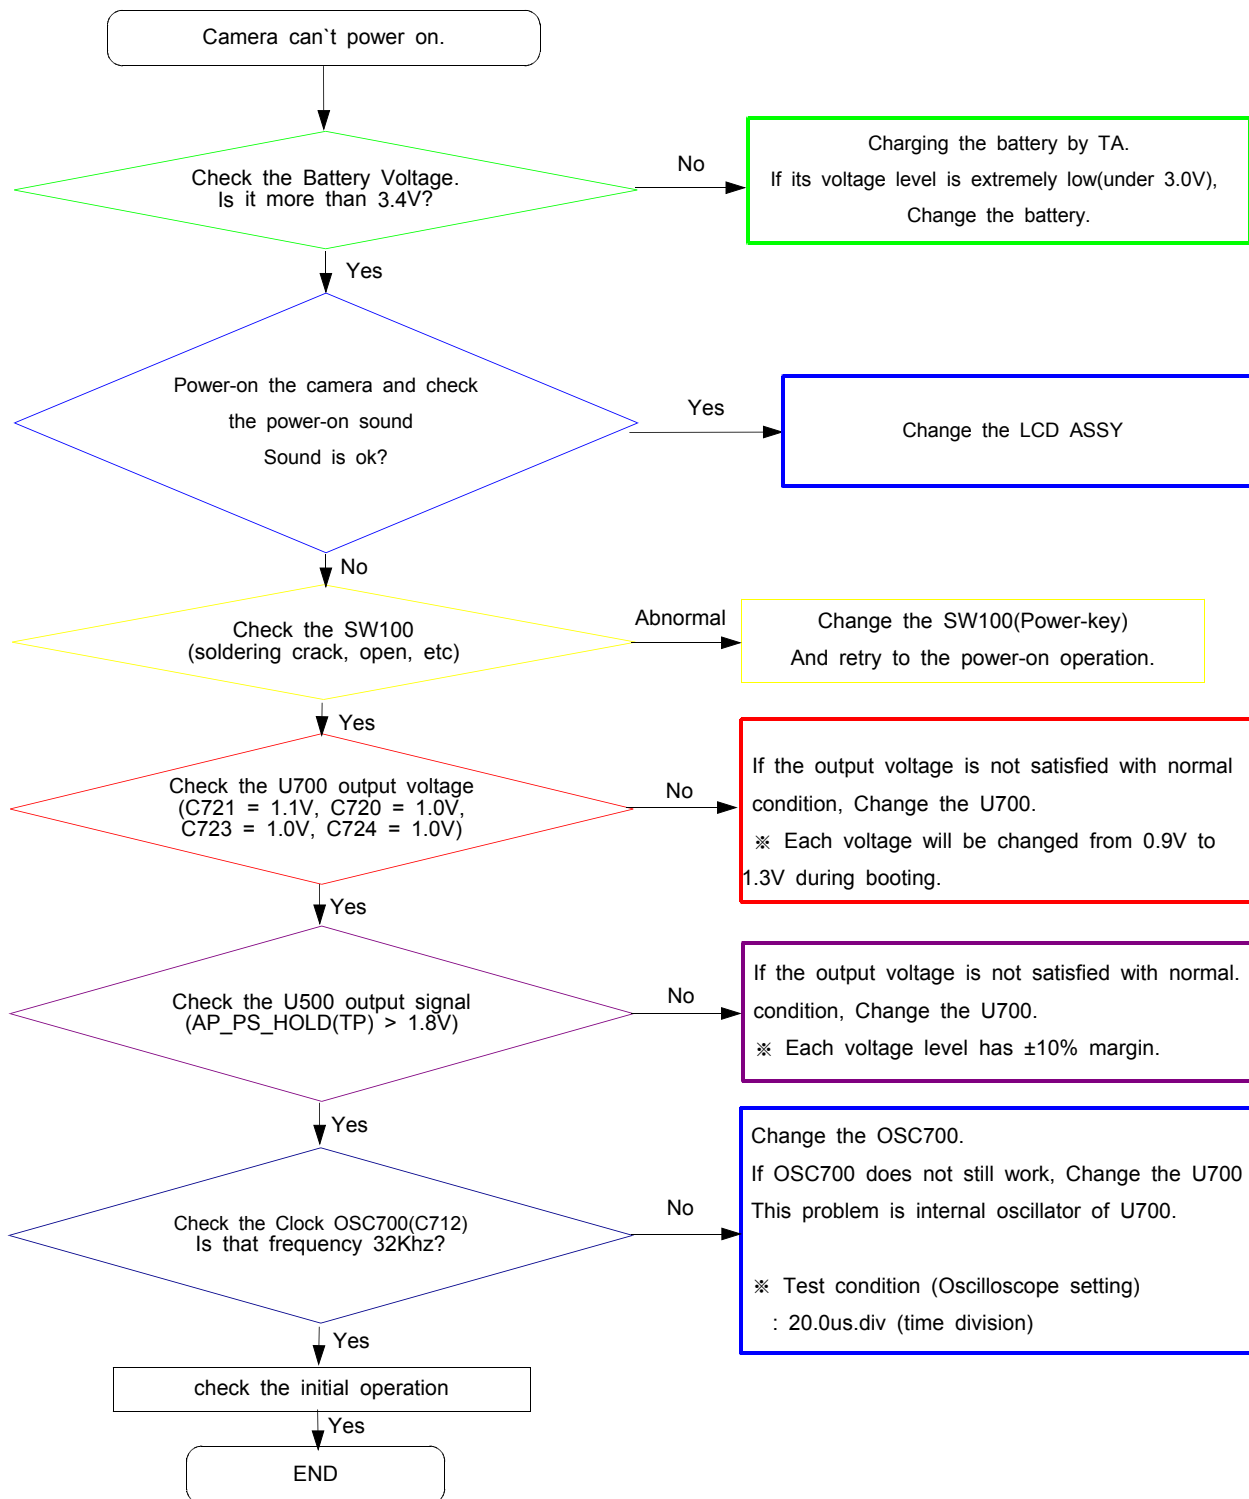 Camera can`t power on.
Check the Battery Voltage.
Is it more than 3.4V?
No
Charging the battery by TA.
If its voltage level is extremely low(under 3.0V),
Change the battery.
Yes
Power-on the camera and check
the power-on sound
Sound is ok?
Yes
Change the LCD ASSY
No
Check the SW100
(soldering crack, open, etc)
Abnormal
Change the SW100(Power-key)
And retry to the power-on operation.
Yes
Check the U700 output voltage
(C721 = 1.1V, C720 = 1.0V,
C723 = 1.0V, C724 = 1.0V)
No
If the output voltage is not satisfied with normal
condition, Change the U700.
※ Each voltage will be changed from 0.9V to
1.3V during booting.
Yes
Check the U500 output signal
(AP_PS_HOLD(TP) > 1.8V)
No
If the output voltage is not satisfied with normal.
condition, Change the U700.
※ Each voltage level has ±10% margin.
Yes
Check the Clock OSC700(C712)
Is that frequency 32Khz?
No
Change the OSC700.
If OSC700 does not still work, Change the U700
This problem is internal oscillator of U700.
※ Test condition (Oscilloscope setting)
: 20.0us.div (time division)
Yes
check the initial operation
Yes
END